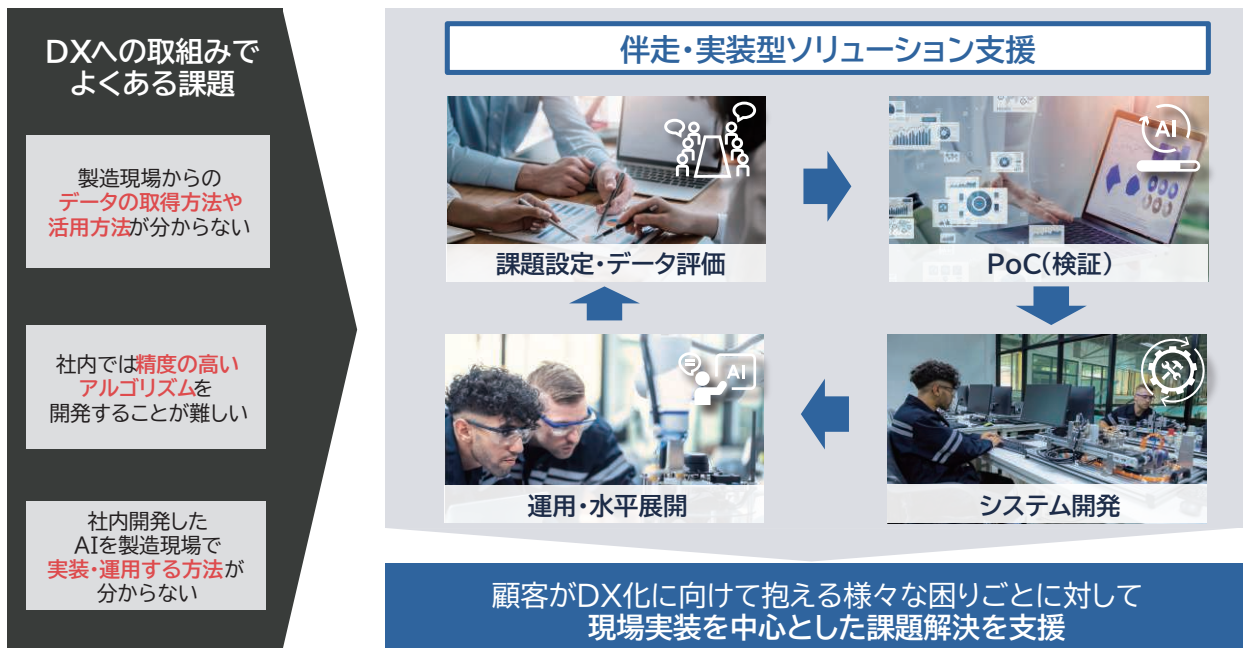 DXへの取組みで
よくある課題
製造現場からの
データの取得方法や
活用方法が分からない
社内では精度の高い
アルゴリズムを
開発することが難しい
社内開発した
AIを製造現場で
実装・運用する方法が
分からない
伴走・実装型ソリューション支援
課題設定・データ評価
AI
PoC(検証)
AI
運用・水平展開
システム開発
顧客がDX化に向けて抱える様々な困りごとに対して
現場実装を中心とした課題解決を支援